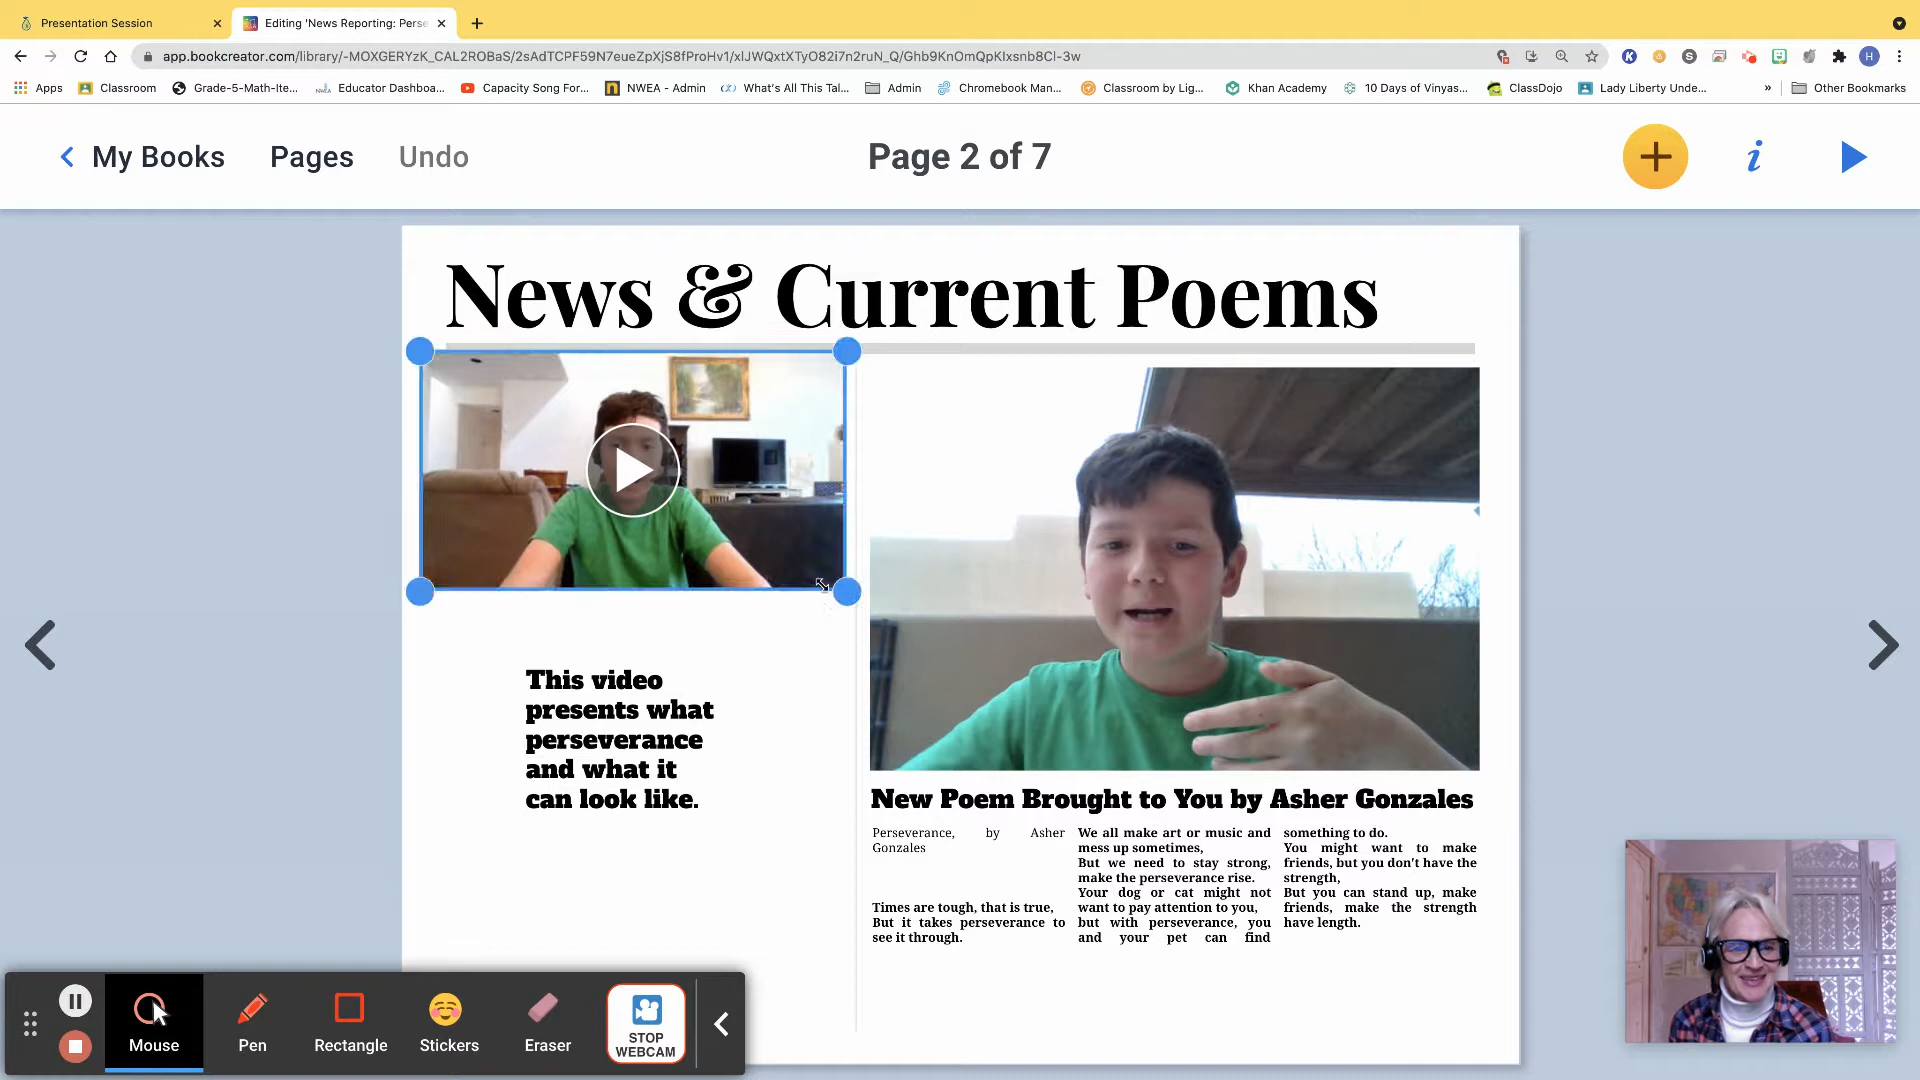 Presentation Session
Editing 'News Reporting: Perse
app.bookcreator.com/library/-MOXGERYzK_CAL2ROBaS/2sAdTCPF59N7eueZpXjS8fProHv1/xlJWQxtXTyO82i7n2ruN_Q/Ghb9KnOmQpKIxsnb8Cl-3w
Apps Classroom Grade-5-Math-Ite... Educator Dashboa... Capacity Song For... NWEA - Admin What's All This Tal... Admin Chromebook Man... Classroom by Lig... Khan Academy 10 Days of Vinyas... ClassDojo Lady Liberty Unde... » Other Bookmarks
My Books Pages Undo Page 2 of 7
News & Current Poems
This video
presents what
perseverance
and what it
can look like.
New Poem Brought to You by Asher Gonzales
Perseverance, by Asher
Gonzales
Times are tough, that is true,
But it takes perseverance to
see it through.
We all make art or music and
mess up sometimes,
But we need to stay strong,
make the perseverance rise.
Your dog or cat might not
want to pay attention to you,
but with perseverance, you
and your pet can find
something to do.
You might want to make
friends, but you don't have the
strength,
But you can stand up, make
friends, make the strength
have length.
Mouse Pen Rectangle Stickers Eraser
STOP
WEBCAM